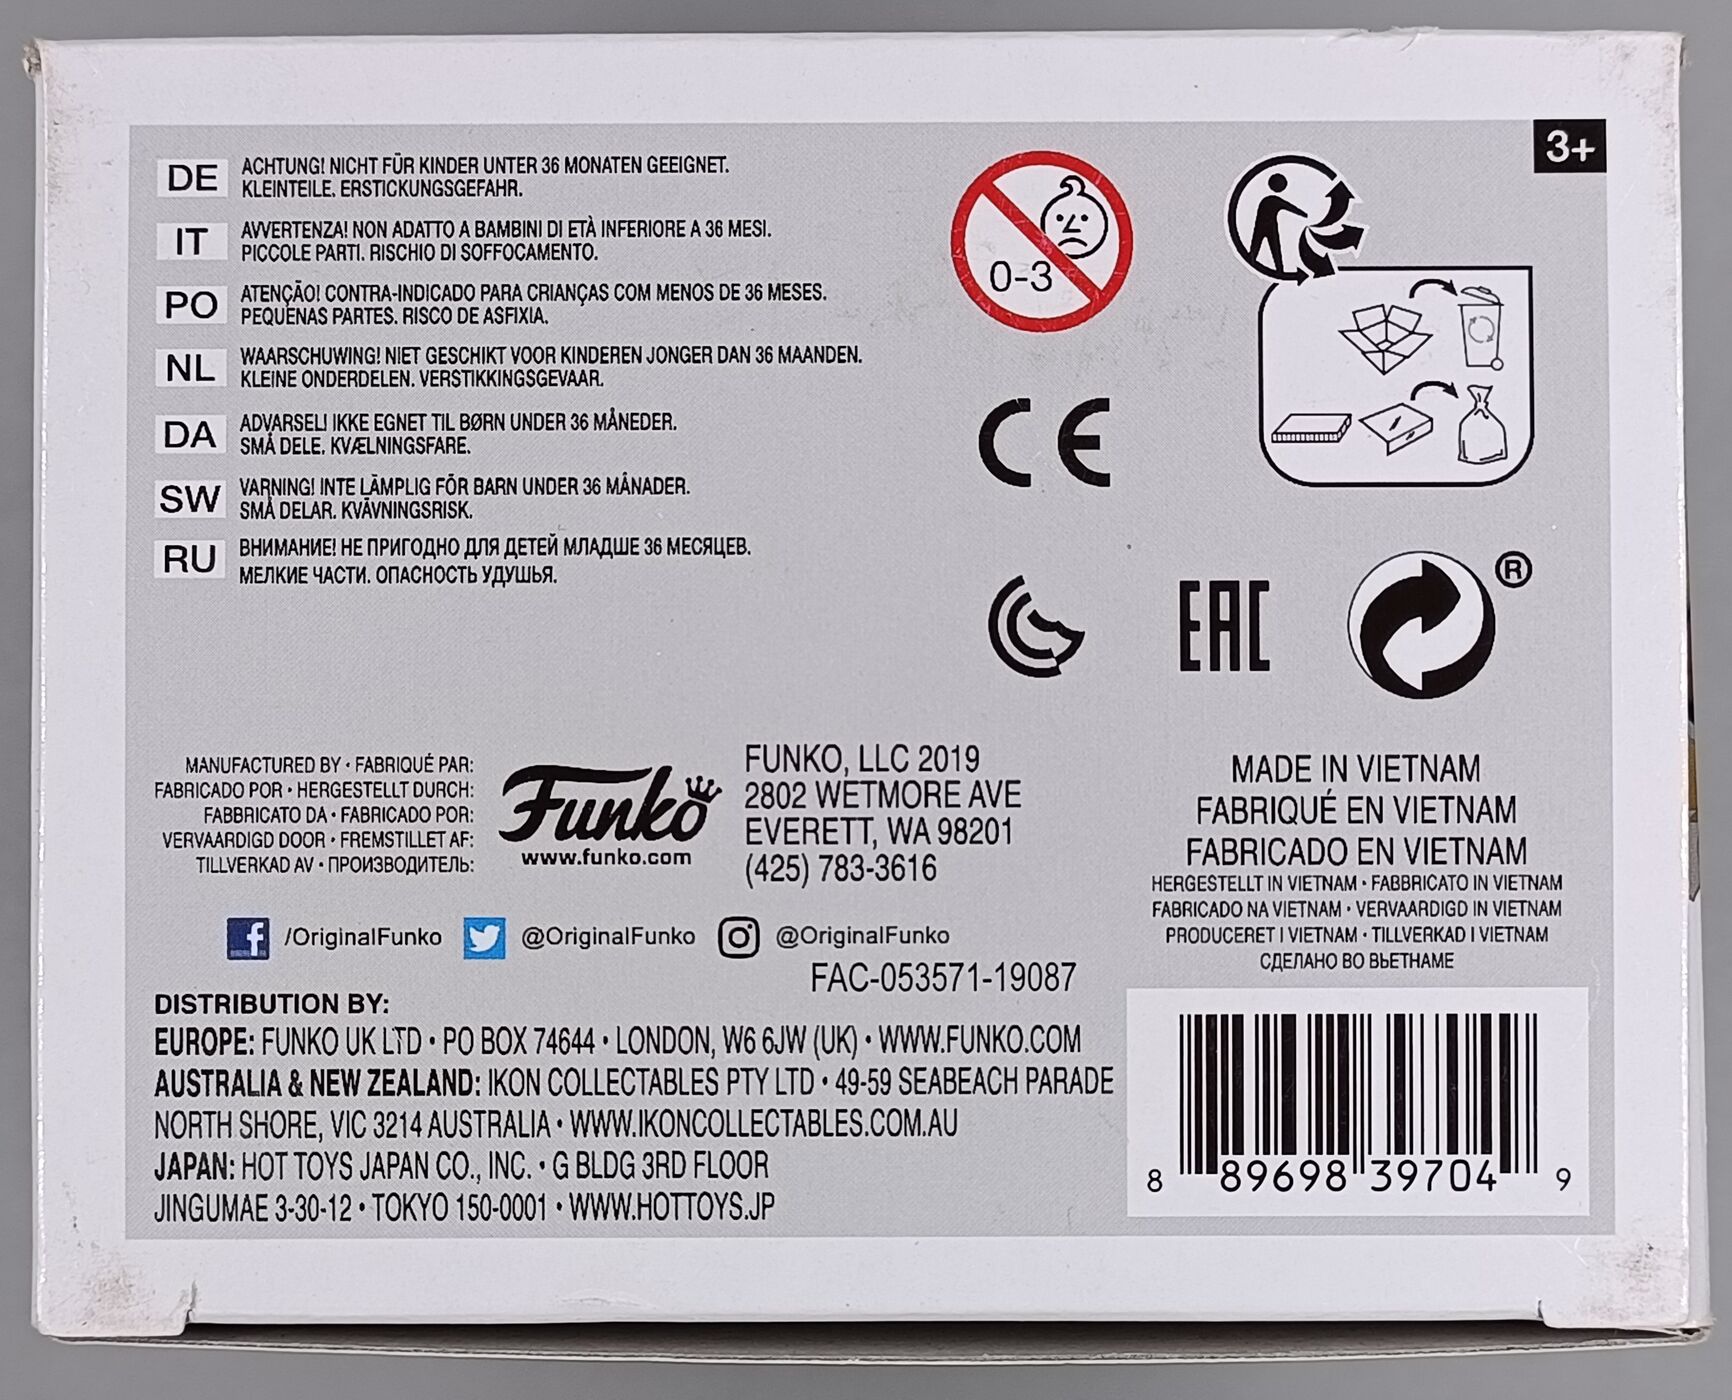 3+
DE
ACHTUNG! NICHT FÜR KINDER UNTER 36 MONATEN GEEIGNET.
KLEINTEILE. ERSTICKUNGSGEFAHR.
IT
AVVERTENZA! NON ADATTO A BAMBINI DI ETÀ INFERIORE A 36 MESI.
PICCOLE PARTI. RISCHIO DI SOFFOCAMENTO.
PO
ATENÇÃO! CONTRA-INDICADO PARA CRIANÇAS COM MENOS DE 36 MESES.
PEQUENAS PARTES. RISCO DE ASFIXIA.
NL
WAARSCHUWING! NIET GESCHIKT VOOR KINDEREN JONGER DAN 36 MAANDEN.
KLEINE ONDERDELEN. VERSTIKKINGSGEVAAR.
DA
ADVARSEL! IKKE EGNET TIL BØRN UNDER 36 MÅNEDER.
SMÅ DELE. KVÆLNINGSFARE.
SW
VARNING! INTE LÄMPLIG FÖR BARN UNDER 36 MÅNADER.
SMÅ DELAR. KVÄVNINGSRISK.
RU
ВНИМАНИЕ! НЕ ПРИГОДНО ДЛЯ ДЕТЕЙ МЛАДШЕ 36 МЕСЯЦЕВ.
МЕЛКИЕ ЧАСТИ. ОПАСНОСТЬ УДУШЬЯ.
0-3
CE
EAC
®
MANUFACTURED BY • FABRIQUÉ PAR:
FABRICADO POR • HERGESTELLT DURCH:
FABBRICATO DA • FABRICADO POR:
VERVAARDIGD DOOR • FREMSTILLET AF:
TILLVERKAD AV • ПРОИЗВОДИТЕЛЬ:
Funko
www.funko.com
FUNKO, LLC 2019
2802 WETMORE AVE
EVERETT, WA 98201
(425) 783-3616
MADE IN VIETNAM
FABRIQUÉ EN VIETNAM
FABRICADO EN VIETNAM
HERGESTELLT IN VIETNAM • FABBRICATO IN VIETNAM
FABRICADO NA VIETNAM • VERVAARDIGD IN VIETNAM
PRODUCERET I VIETNAM • TILLVERKAD I VIETNAM
СДЕЛАНО ВО ВЬЕТНАМЕ
f /OriginalFunko @OriginalFunko @OriginalFunko
FAC-053571-19087
DISTRIBUTION BY:
EUROPE: FUNKO UK LTD • PO BOX 74644 • LONDON, W6 6JW (UK) • WWW.FUNKO.COM
AUSTRALIA & NEW ZEALAND: IKON COLLECTABLES PTY LTD • 49-59 SEABEACH PARADE
NORTH SHORE, VIC 3214 AUSTRALIA • WWW.IKONCOLLECTABLES.COM.AU
JAPAN: HOT TOYS JAPAN CO., INC. • G BLDG 3RD FLOOR
JINGUMAE 3-30-12 • TOKYO 150-0001 • WWW.HOTTOYS.JP
8 89698 39704 9